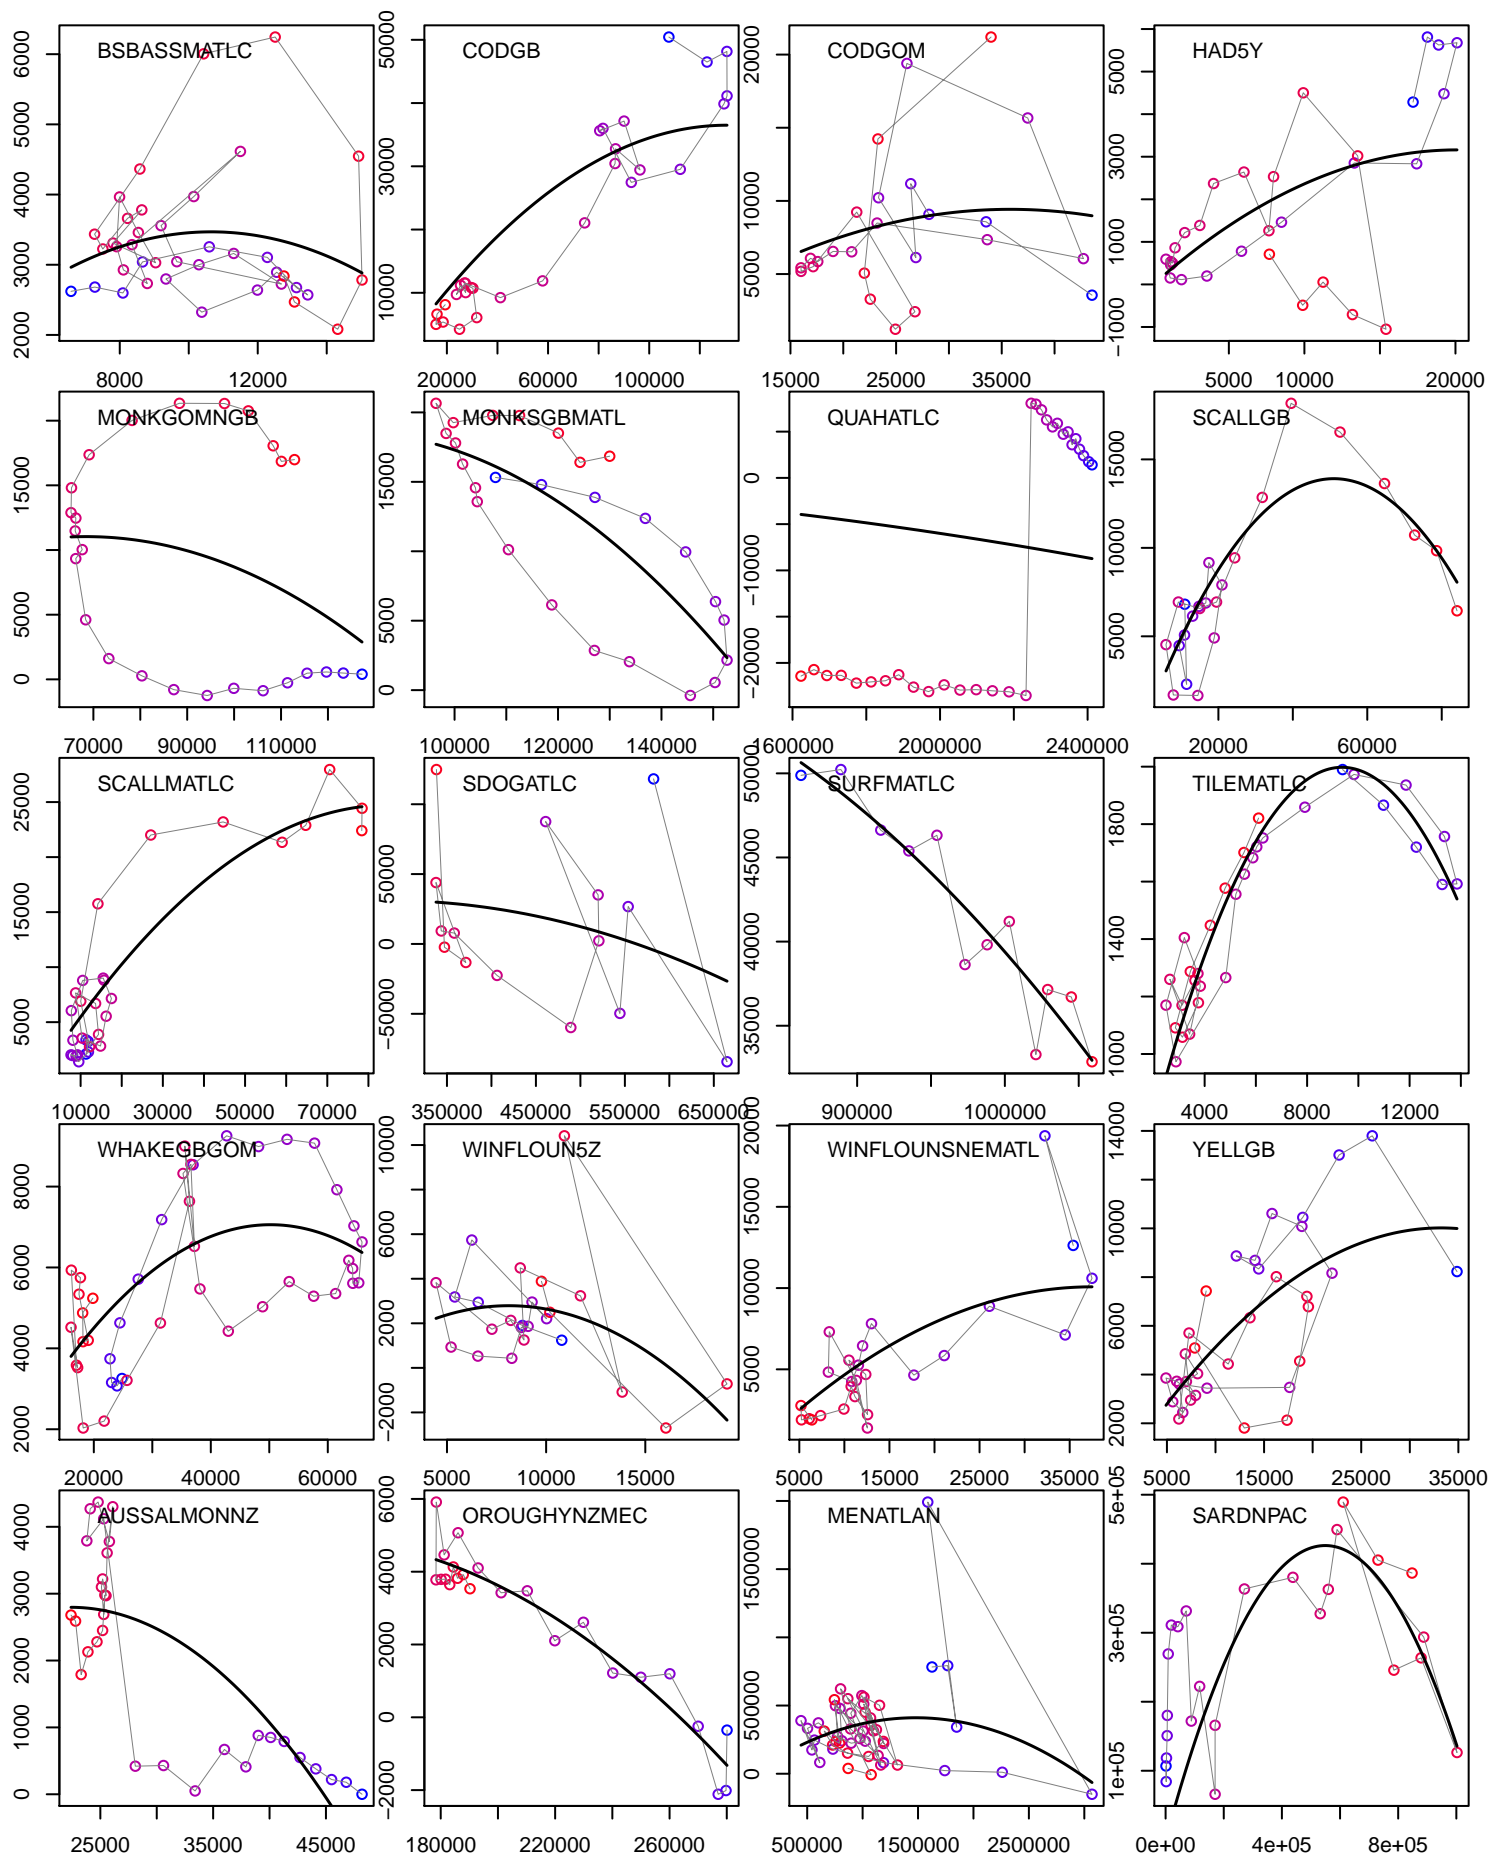 BSBASSMATLC
2000 3000 4000 5000 6000
8000 12000
CODGB
10000 30000 50000
20000 60000 100000
CODGOM
5000 10000 20000
15000 25000 35000
HAD5Y
−1000 1000 3000 5000
5000 10000 20000
MONKGOMNGB
0 5000 15000
70000 90000 110000
MONKSGBMATL
0 5000 15000
100000 120000 140000
QUAHATLC
−20000 −10000 0
1600000 2000000 2400000
SCALLGB
5000 10000 15000
20000 60000
SCALLMATLC
5000 15000 25000
10000 30000 50000 70000
SDOGATLC
−50000 0 50000
350000 450000 550000 650000
SURFMATLC
35000 40000 45000 50000
900000 1000000
TILEMATLC
1000 1400 1800
4000 8000 12000
WHAKEGBGOM
2000 4000 6000 8000
20000 40000 60000
WINFLOUN5Z
−2000 2000 6000 10000
5000 10000 15000
WINFLOUNSNEMATL
5000 10000 15000 20000
5000 15000 25000 35000
YELLGB
2000 6000 10000 14000
5000 15000 25000 35000
AUSSALMONNZ
0 1000 2000 3000 4000
25000 35000 45000
OROUGHYNZMEC
−2000 0 2000 4000 6000
180000 220000 260000
MENATLAN
0 500000 1500000
500000 1500000 2500000
SARDNPAC
1e+05 3e+05 5e+05
0e+00 4e+05 8e+05